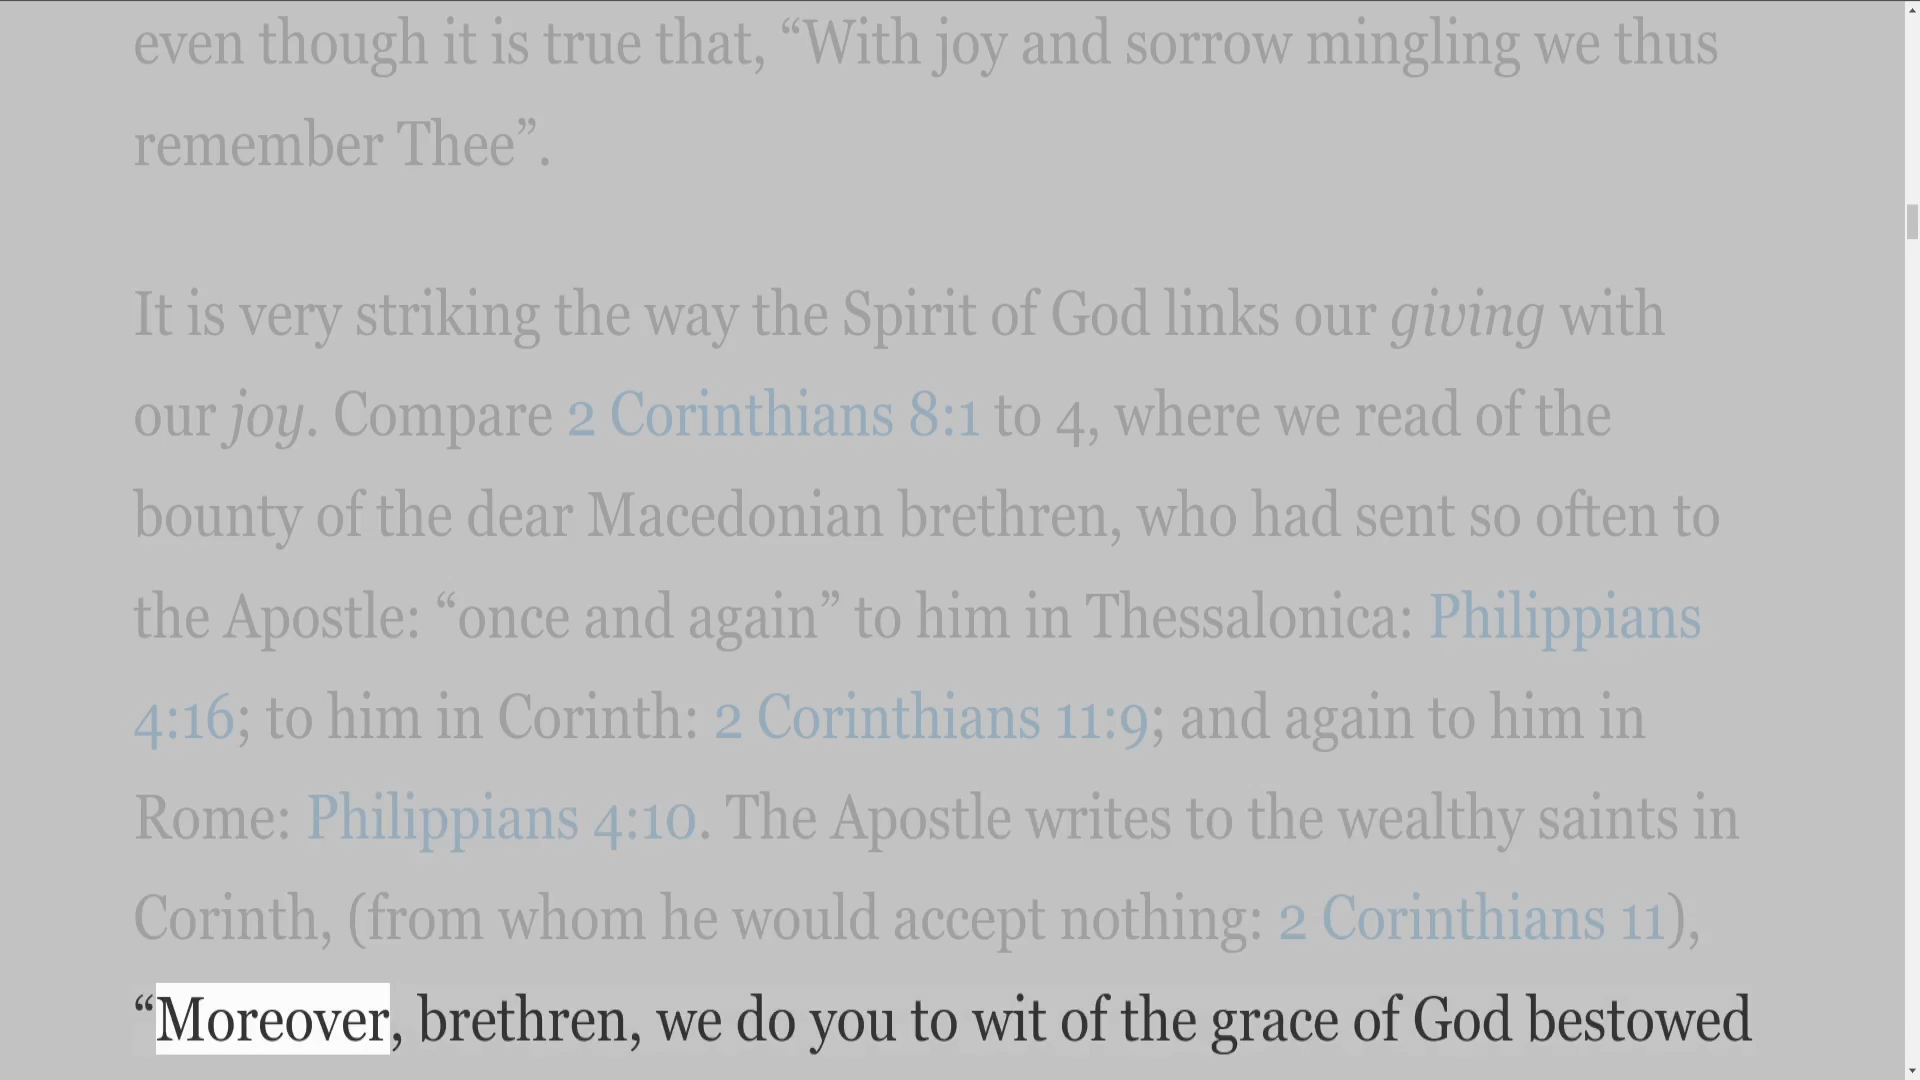 even though it is true that, “With joy and sorrow mingling we thus
remember Thee”.
It is very striking the way the Spirit of God links our giving with
our joy. Compare 2 Corinthians 8:1 to 4, where we read of the
bounty of the dear Macedonian brethren, who had sent so often to
the Apostle: “once and again” to him in Thessalonica: Philippians
4:16; to him in Corinth: 2 Corinthians 11:9; and again to him in
Rome: Philippians 4:10. The Apostle writes to the wealthy saints in
Corinth, (from whom he would accept nothing: 2 Corinthians 11),
“Moreover, brethren, we do you to wit of the grace of God bestowed